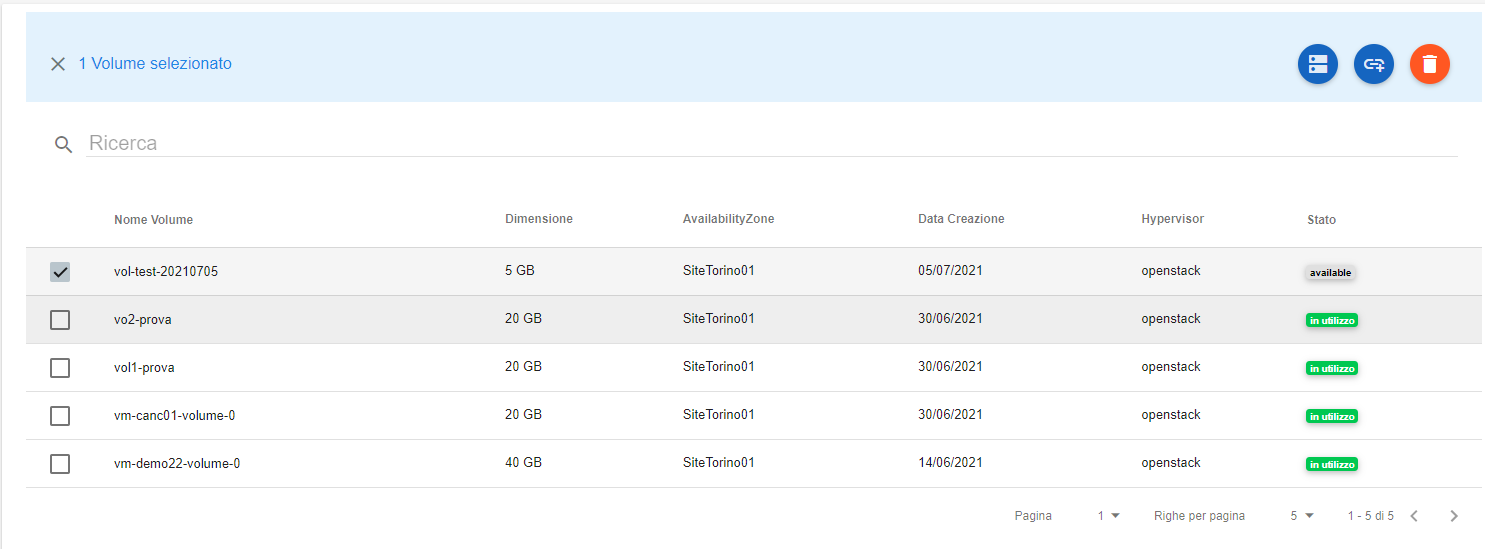 1 Volume selezionato
Ricerca
Nome Volume Dimensione AvailabilityZone Data Creazione Hypervisor Stato
vol-test-20210705 5 GB SiteTorino01 05/07/2021 openstack available
vo2-prova 20 GB SiteTorino01 30/06/2021 openstack in utilizzo
vol1-prova 20 GB SiteTorino01 30/06/2021 openstack in utilizzo
vm-canc01-volume-0 20 GB SiteTorino01 30/06/2021 openstack in utilizzo
vm-demo22-volume-0 40 GB SiteTorino01 14/06/2021 openstack in utilizzo
Pagina 1 Righe per pagina 5 1 - 5 di 5